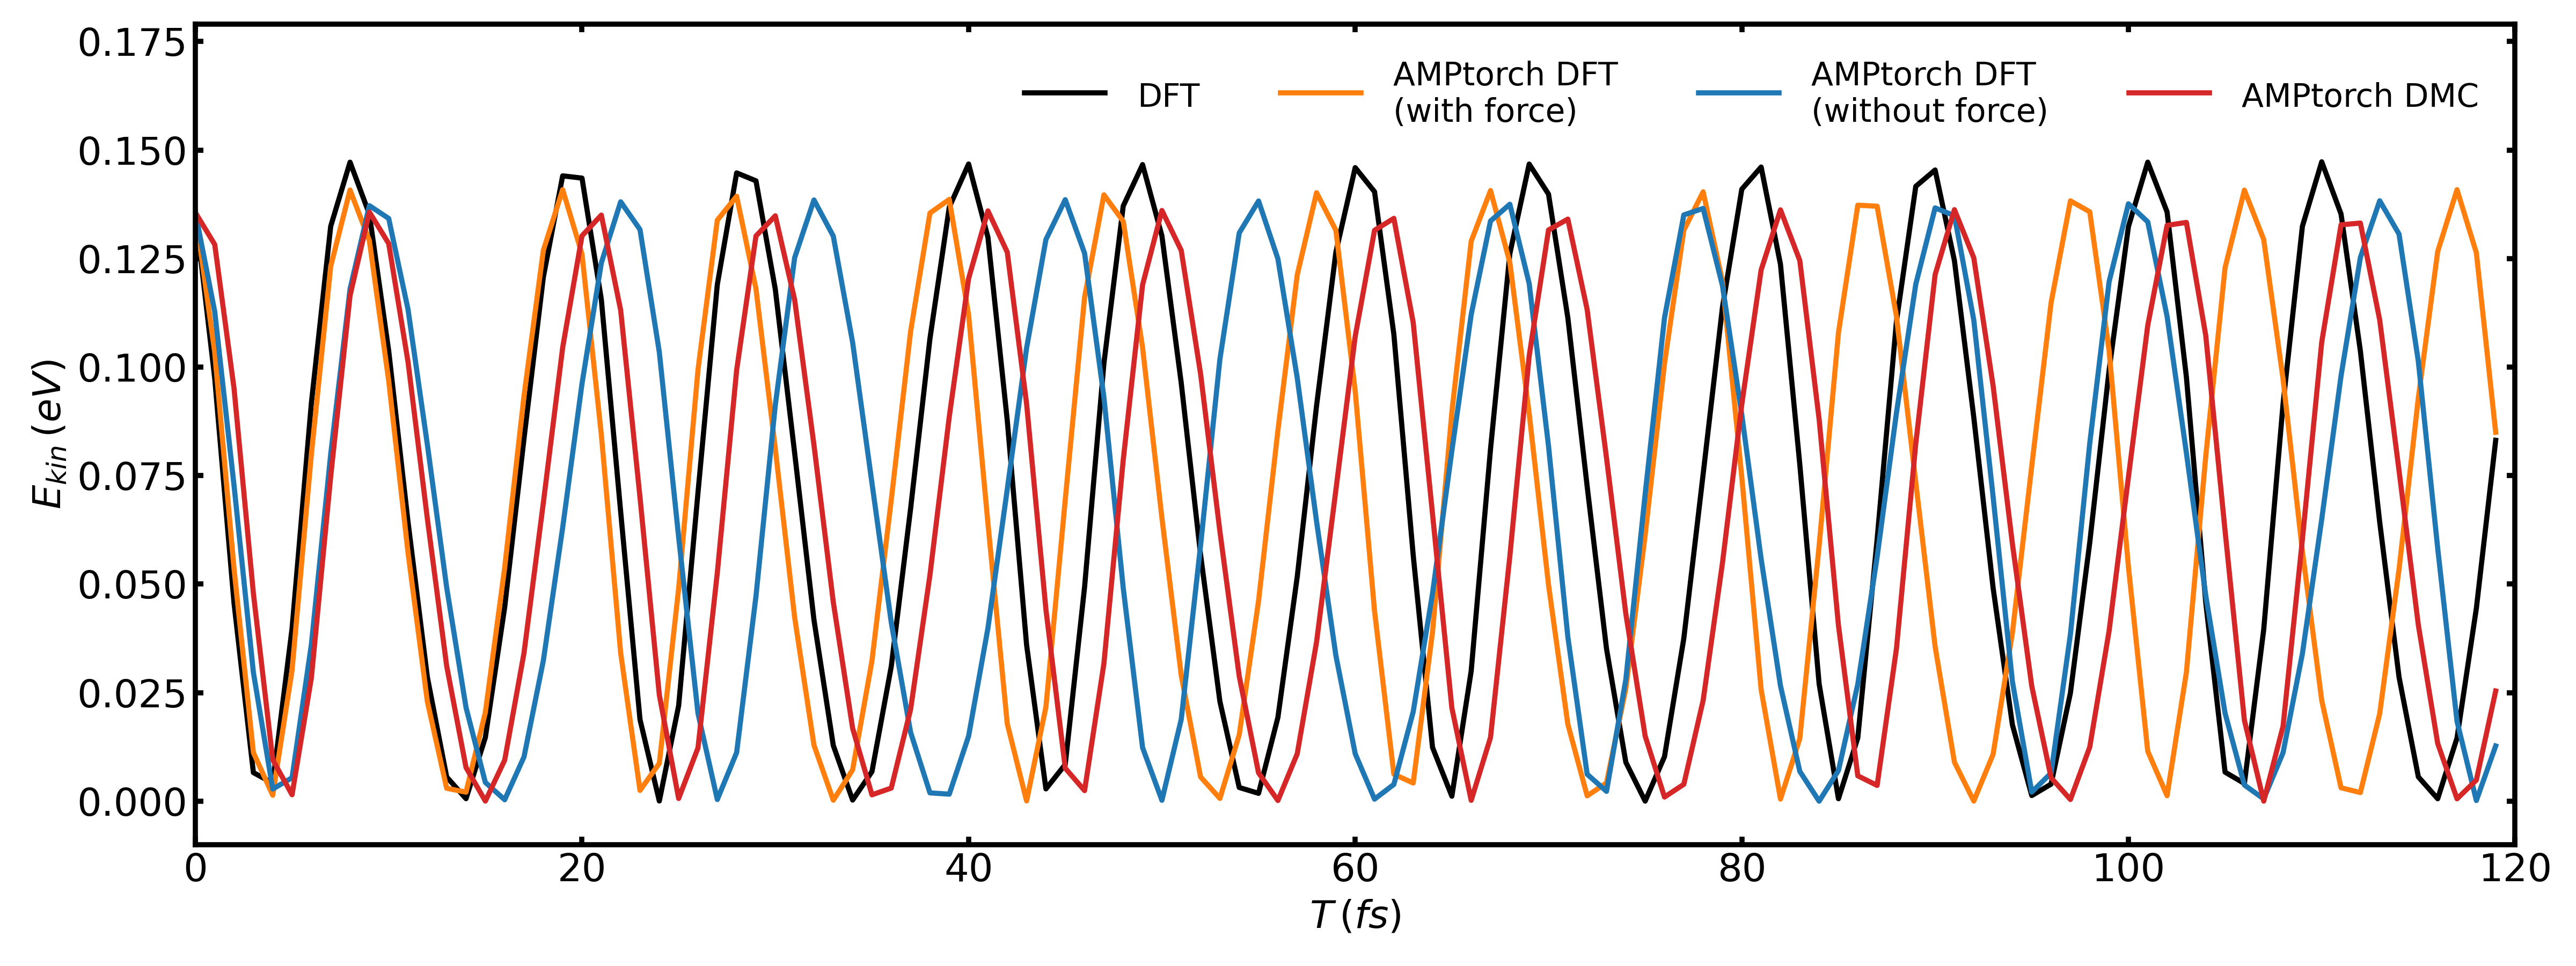 0.175
0.150
0.125
0.100
0.075
0.050
0.025
0.000
E_kin (eV)
DFT
AMPtorch DFT
(with force)
AMPtorch DFT
(without force)
AMPtorch DMC
0 20 40 60 80 100 120
T (fs)